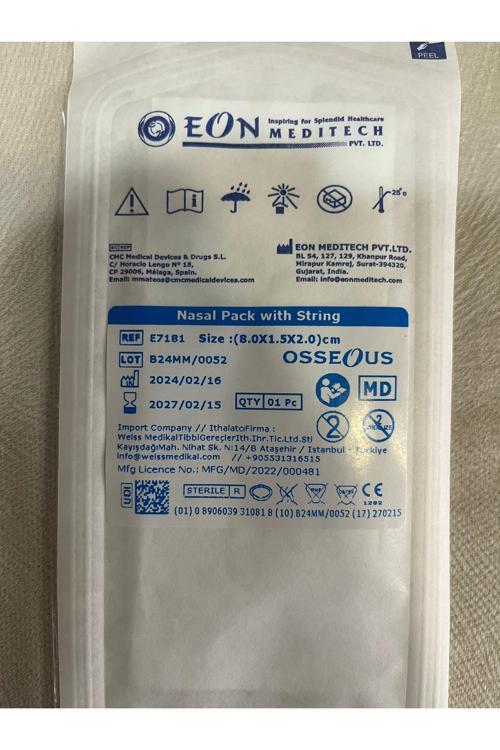 PEEL
EON Inspiring for Splendid Healthcare
MEDITECH
PVT. LTD.
25°c
EC REP
CMC Medical Devices & Drugs S.L.
C/ Horacio Lengo Nº 18,
CP 29006, Málaga, Spain.
Email: mmateos@cmcmedicaldevices.com
EON MEDITECH PVT.LTD.
BL 54, 127, 129, Khanpur Road,
Mirapur Kamrej, Surat-394320,
Gujarat, India.
Email: info@eonmeditech.com
Nasal Pack with String
REF E7181 Size :(8.0X1.5X2.0)cm
LOT B24MM/0052 OSSEOUS
2024/02/16
2027/02/15 QTY 01 Pc MD
2
Import Company // IthalatoFirma :
Weiss MedikalTibbiGereçlerIth.Ihr.Tic.Ltd.Sti
KayışdağıMah. Nihat Sk. N:14/B Ataşehir / Istanbul - Türkiye
info@weissmedikal.com // +905531316515
Mfg Licence No.: MFG/MD/2022/000481
UDI STERILE R CE
1282
(01) 0 8906039 31081 8 (10) B24MM/0052 (17) 270215